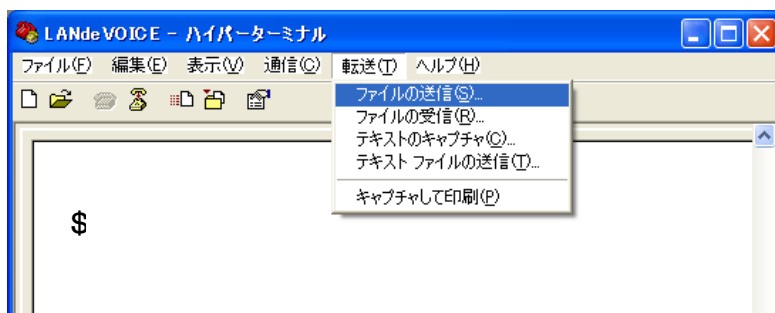 LANdeVOICE - ハイパーターミナル
ファイル(F) 編集(E) 表示(V) 通信(C) 転送(T) ヘルプ(H)
ファイルの送信(S)...
ファイルの受信(R)...
テキストのキャプチャ(C)...
テキスト ファイルの送信(T)...
キャプチャして印刷(P)
$